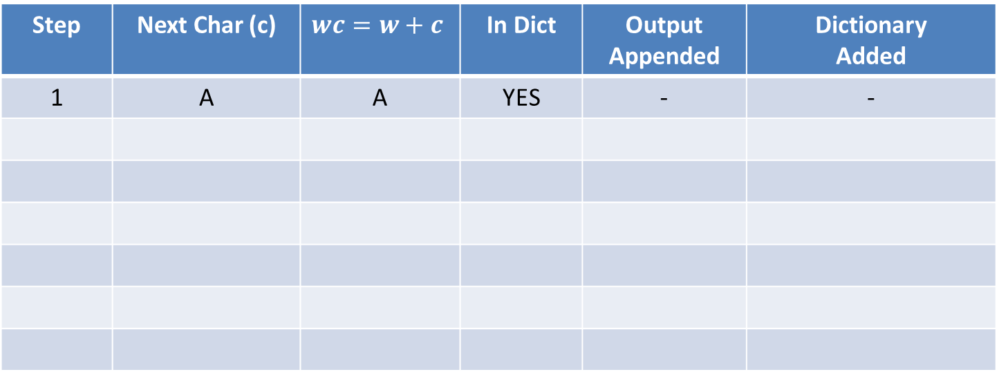 Step Next Char (c) wc = w + c In Dict Output Appended Dictionary Added
1 A A YES - -